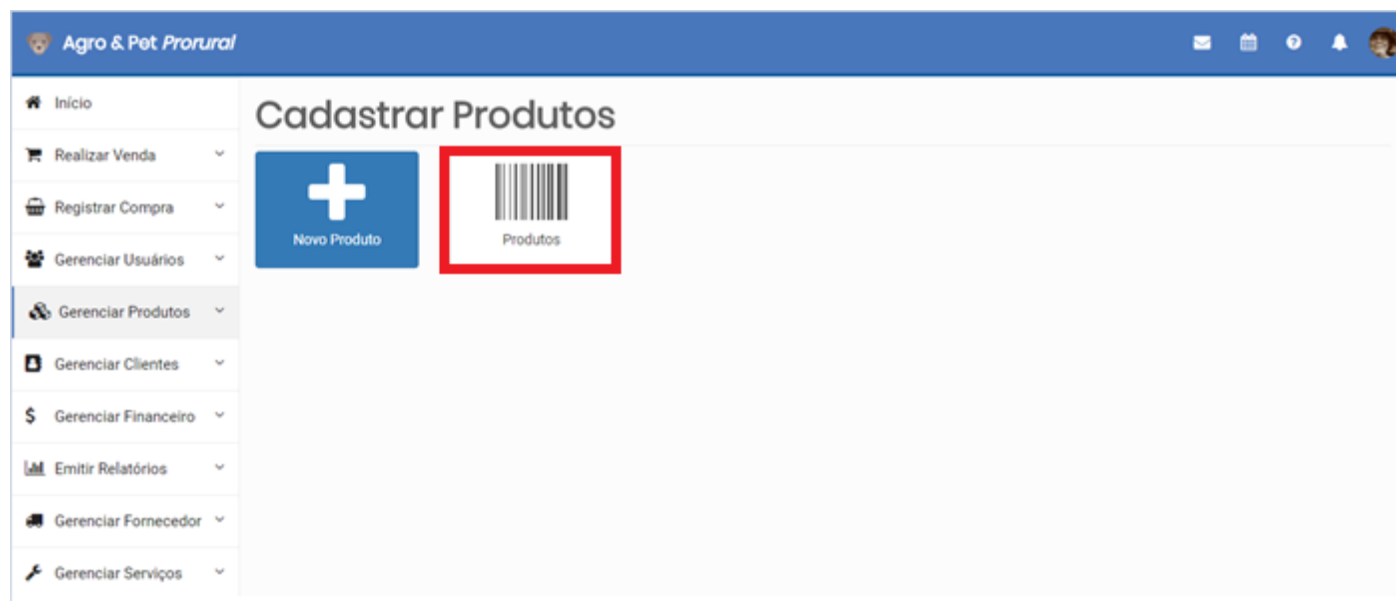 Agro & Pet Prorural
Início
Realizar Venda
Registrar Compra
Gerenciar Usuários
Gerenciar Produtos
Gerenciar Clientes
Gerenciar Financeiro
Emitir Relatórios
Gerenciar Fornecedor
Gerenciar Serviços
Cadastrar Produtos
Novo Produto
Produtos